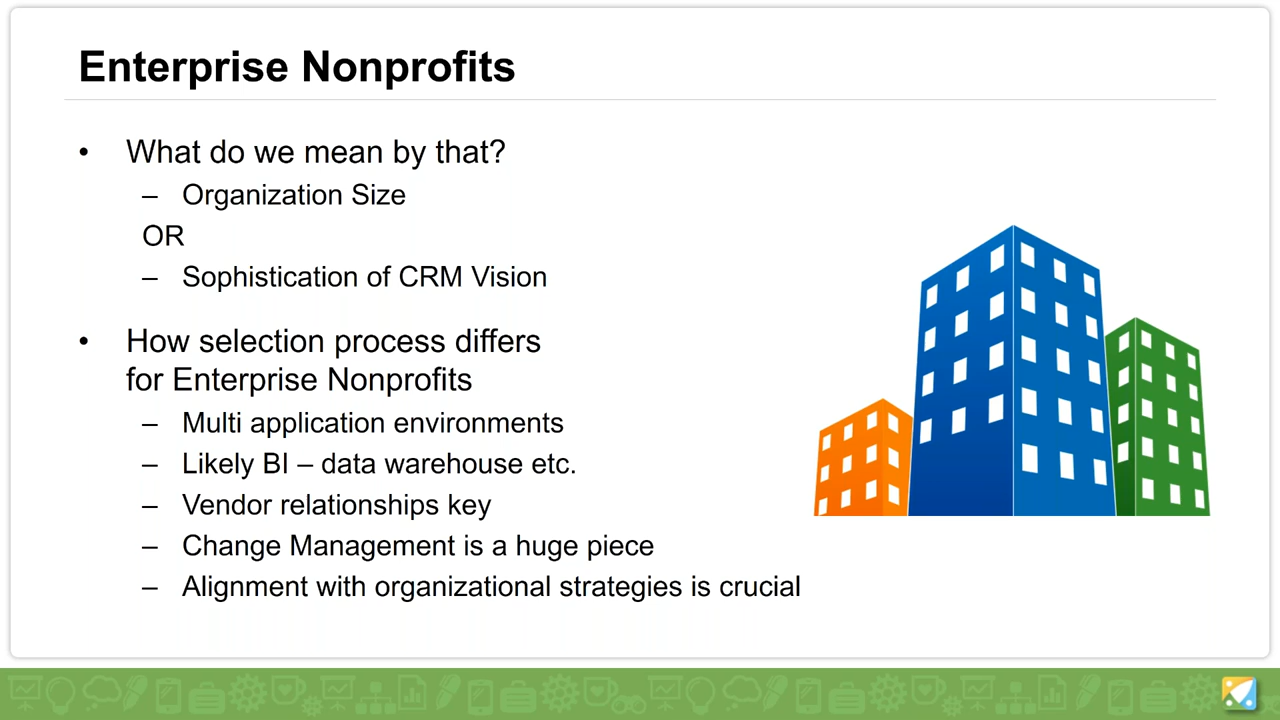 Enterprise Nonprofits
• What do we mean by that?
– Organization Size
OR
– Sophistication of CRM Vision
• How selection process differs
for Enterprise Nonprofits
– Multi application environments
– Likely BI – data warehouse etc.
– Vendor relationships key
– Change Management is a huge piece
– Alignment with organizational strategies is crucial